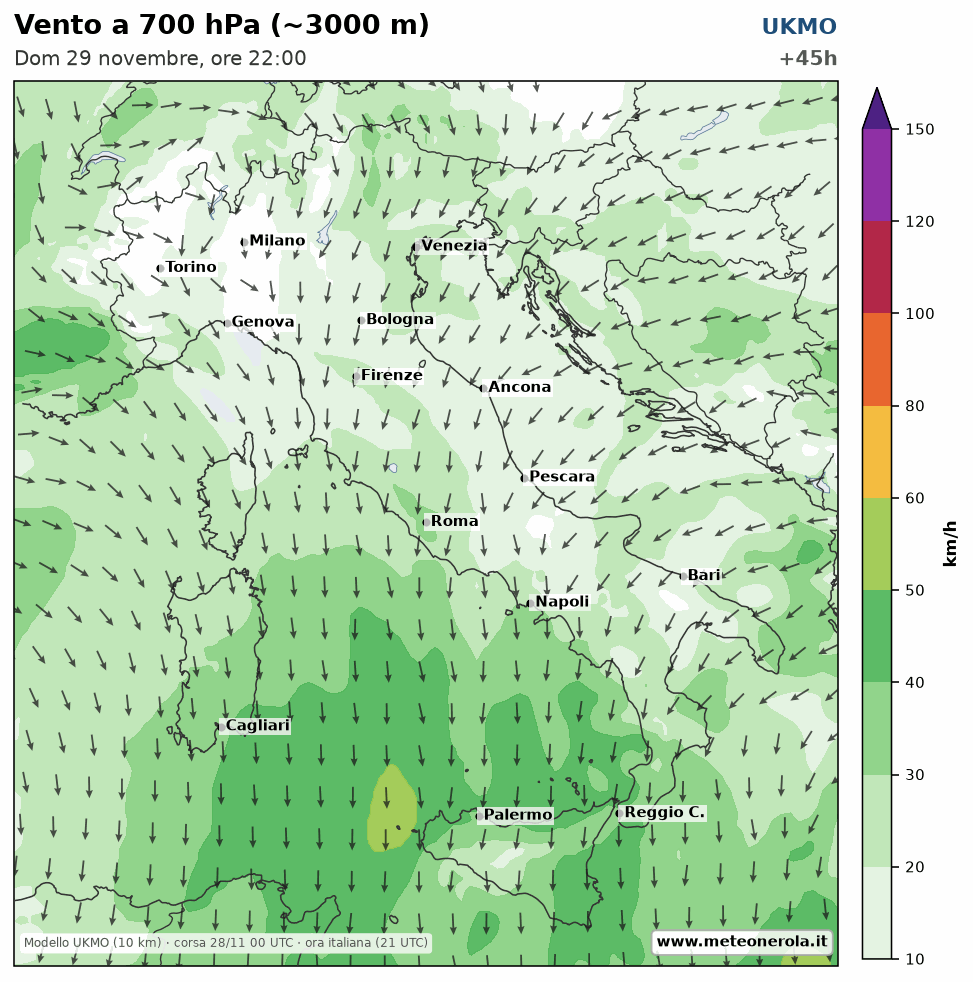 Vento a 700 hPa (~3000 m)
UKMO
Dom 29 novembre, ore 22:00
+45h
Milano
Venezia
Torino
Genova
Bologna
Firenze
Ancona
Pescara
Roma
Bari
Napoli
Cagliari
Palermo
Reggio C.
150
120
100
80
60
50
40
30
20
10
km/h
Modello UKMO (10 km) · corsa 28/11 00 UTC · ora italiana (21 UTC)
www.meteonerola.it